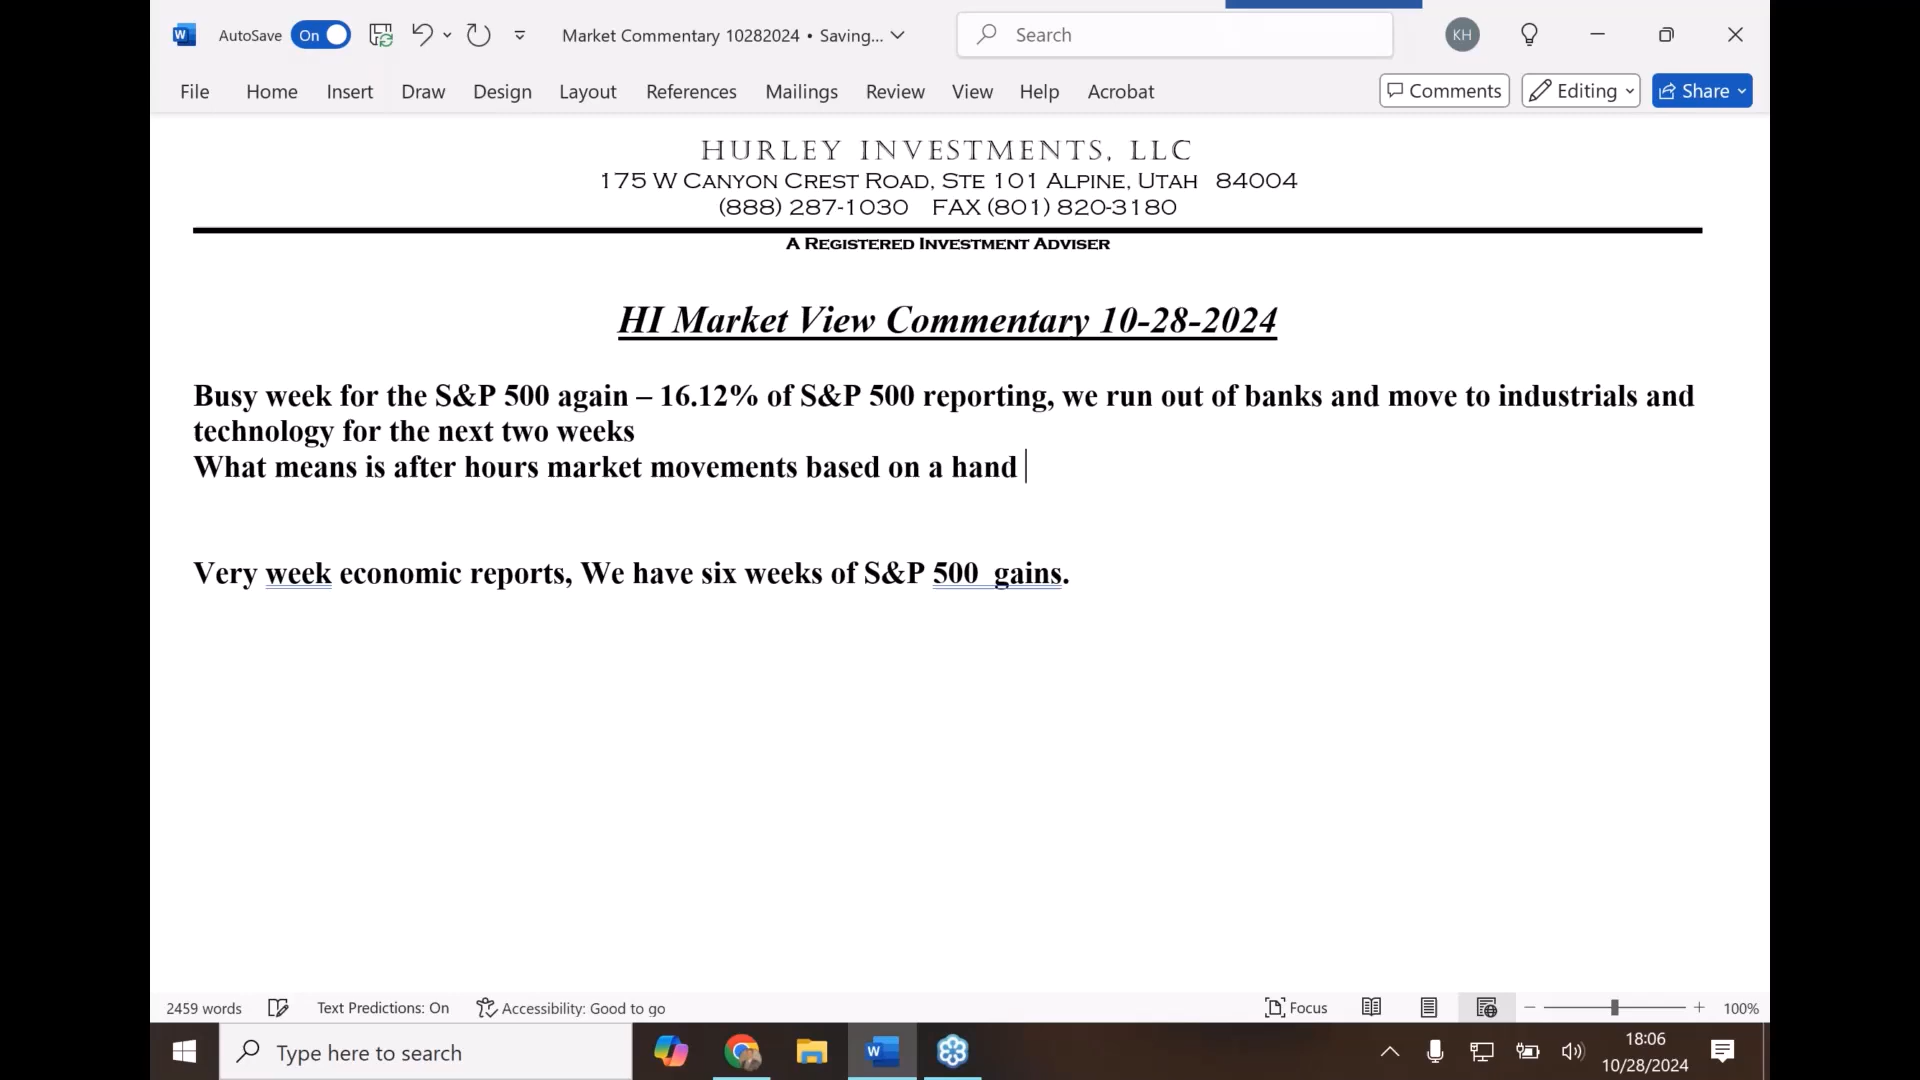 AutoSave On Market Commentary 10282024 • Saving... Search KH
File Home Insert Draw Design Layout References Mailings Review View Help Acrobat Comments Editing Share
HURLEY INVESTMENTS, LLC
175 W CANYON CREST ROAD, STE 101 ALPINE, UTAH 84004
(888) 287-1030 FAX (801) 820-3180
A REGISTERED INVESTMENT ADVISER
HI Market View Commentary 10-28-2024
Busy week for the S&P 500 again – 16.12% of S&P 500 reporting, we run out of banks and move to industrials and
technology for the next two weeks
What means is after hours market movements based on a hand
Very week economic reports, We have six weeks of S&P 500  gains.
2459 words Text Predictions: On Accessibility: Good to go Focus 100%
Type here to search 18:06
10/28/2024